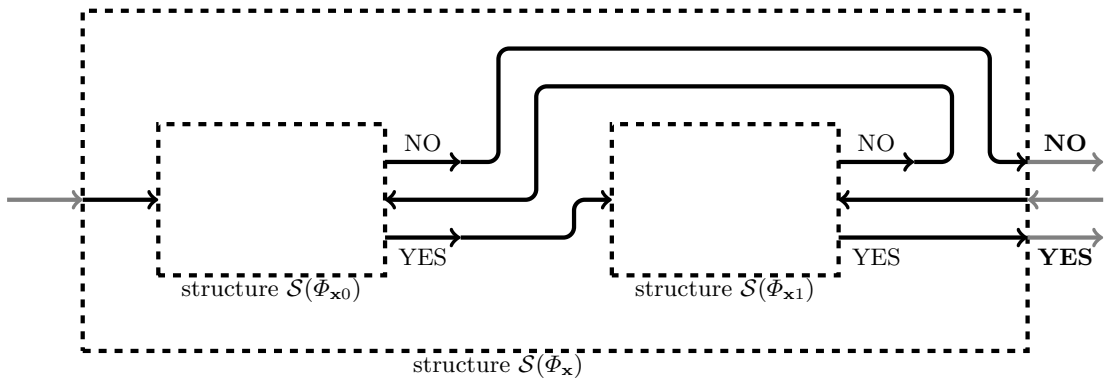 NO NO NO
YES YES YES
structure 𝒮(Φₓ₀) structure 𝒮(Φₓ₁)
structure 𝒮(Φₓ)